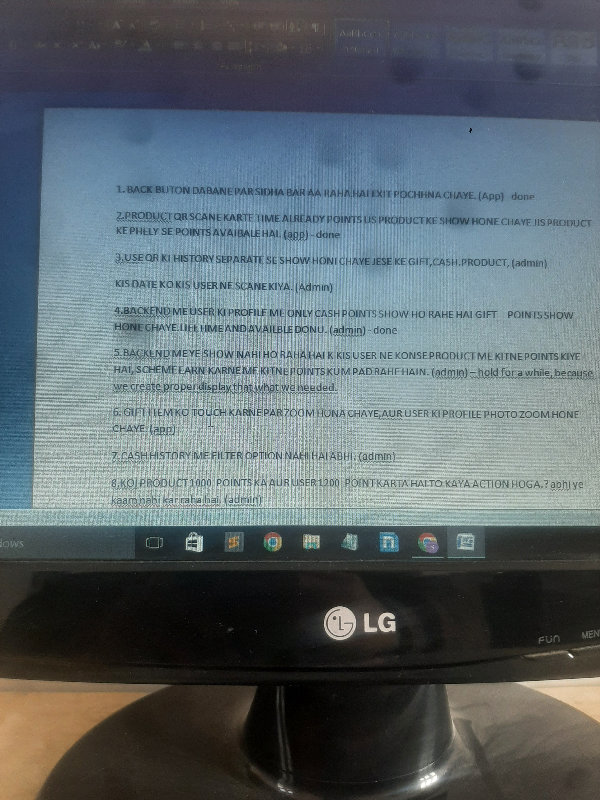 1. BACK BUTON DABANE PAR SIDHA BAR AA RAHA HAI EXIT POCHHNA CHAYE. (App) done
2.PRODUCT QR SCANE KARTE TIME ALREADY POINTS US PRODUCT KE SHOW HONE CHAYE JIS PRODUCT
KE PHELY SE POINTS AVAIBALE HAI. (app) - done
3.USE QR KI HISTORY SEPARATE SE SHOW HONI CHAYE JESE KE GIFT,CASH.PRODUCT, (admin)
KIS DATE KO KIS USER NE SCANE KIYA. (Admin)
4.BACKEND ME USER KI PROFILE ME ONLY CASH POINTS SHOW HO RAHE HAI GIFT POINTS SHOW
HONE CHAYE.LIFE TIME AND AVAILBLE DONU. (admin) - done
5.BACKEND ME YE SHOW NAHI HO RAHA HAI K KIS USER NE KONSE PRODUCT ME KITNE POINTS KIYE
HAI, SCHEME EARN KARNE ME KITNE POINTS KUM PAD RAHE HAIN. (admin) – hold for a while, because
we create proper display that what we needed.
6. GIFT ITEM KO TOUCH KARNE PAR ZOOM HONA CHAYE,AUR USER KI PROFILE PHOTO ZOOM HONE
CHAYE (app)
7.CASH HISTORY ME FILTER OPTION NAHI HAI ABHI. (admin)
8.KOI PRODUCT 1000 POINTS KA AUR USER 1200 POINT KARTA HAI TO KAYA ACTION HOGA.? abhi ye
kaam nahi kar raha hai. (admin)
LG
FUN
MEN